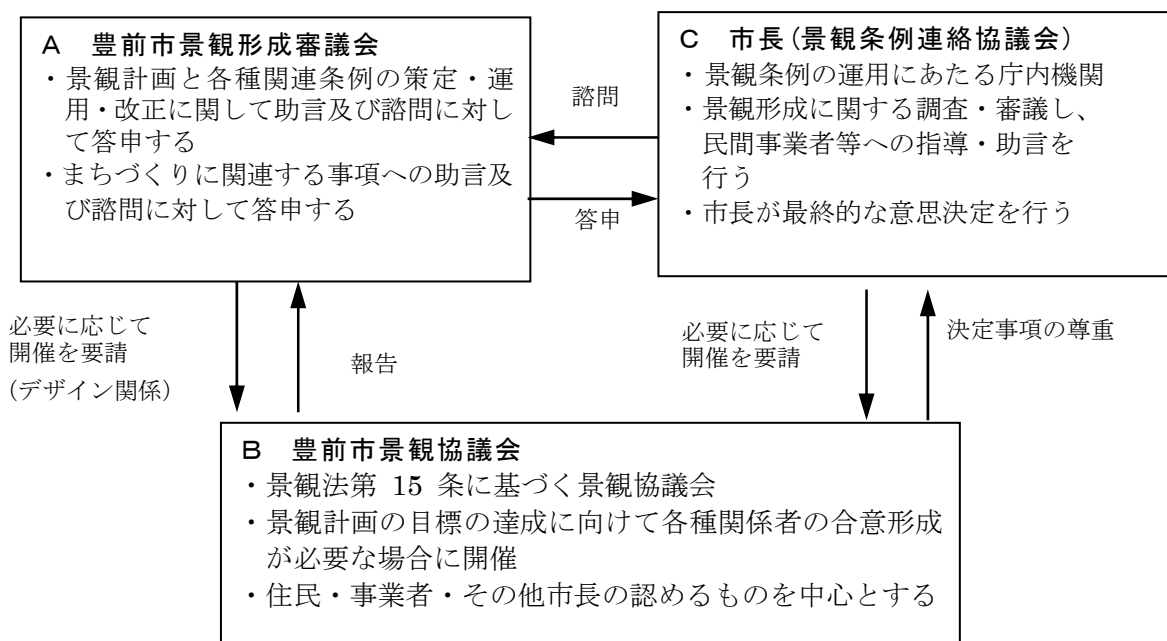 A 豊前市景観形成審議会
・景観計画と各種関連条例の策定・運
用・改正に関して助言及び諮問に対し
て答申する
・まちづくりに関連する事項への助言及
び諮問に対して答申する
諮問
答申
C 市長(景観条例連絡協議会)
・景観条例の運用にあたる庁内機関
・景観形成に関する調査・審議し、
民間事業者等への指導・助言を
行う
・市長が最終的な意思決定を行う
必要に応じて
開催を要請
(デザイン関係)
報告
必要に応じて
開催を要請
決定事項の尊重
B 豊前市景観協議会
・景観法第 15 条に基づく景観協議会
・景観計画の目標の達成に向けて各種関係者の合意形成
が必要な場合に開催
・住民・事業者・その他市長の認めるものを中心とする